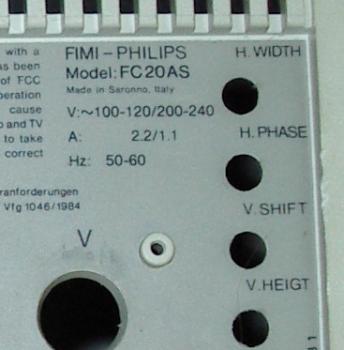 with a
as been
of FCC
peration
cause
o and TV
to take
correct
ranforderungen
Vfg 1046/1984
FIMI-PHILIPS
Model: FC20AS
Made in Saronno, Italy
V:~100-120/200-240
A: 2.2/1.1
Hz: 50-60
V
H. WIDTH
H. PHASE
V. SHIFT
V. HEIGT